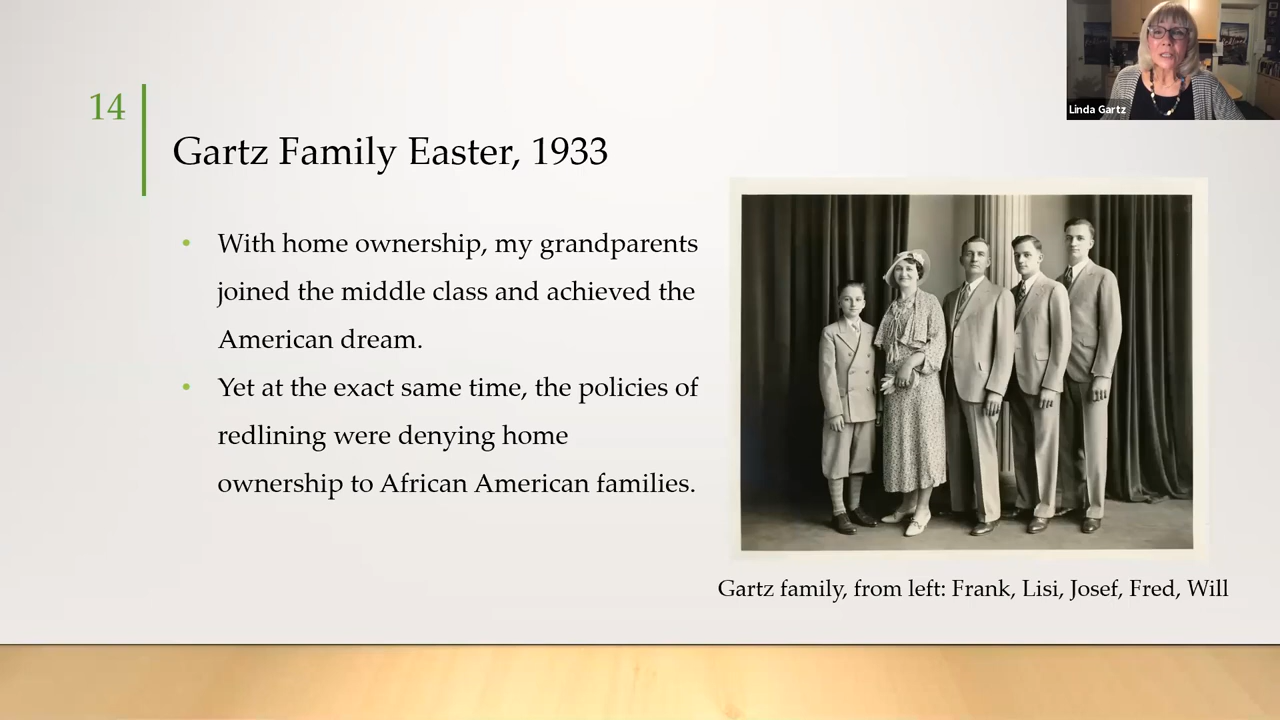 14
Gartz Family Easter, 1933
• With home ownership, my grandparents
joined the middle class and achieved the
American dream.
• Yet at the exact same time, the policies of
redlining were denying home
ownership to African American families.
Gartz family, from left: Frank, Lisi, Josef, Fred, Will
Linda Gartz